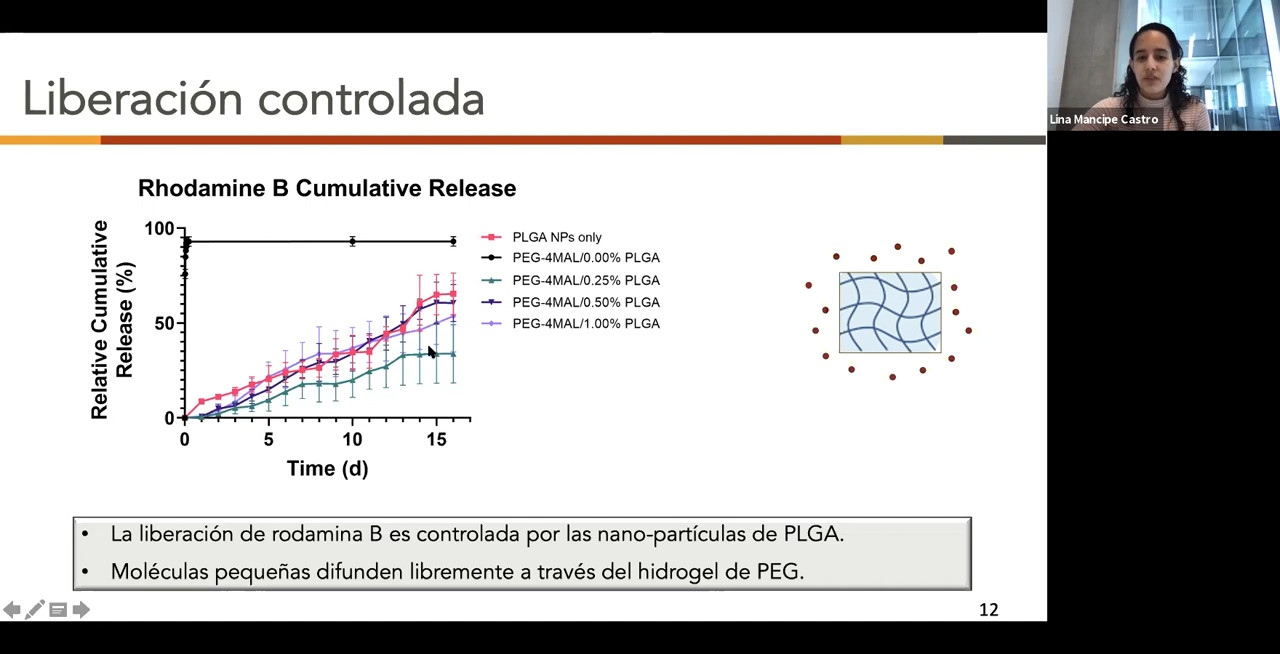 Liberación controlada
Lina Mancipe Castro
Rhodamine B Cumulative Release
Relative Cumulative
Release (%)
100
50
0
0
5
10
15
Time (d)
PLGA NPs only
PEG-4MAL/0.00% PLGA
PEG-4MAL/0.25% PLGA
PEG-4MAL/0.50% PLGA
PEG-4MAL/1.00% PLGA
• La liberación de rodamina B es controlada por las nano-partículas de PLGA.
• Moléculas pequeñas difunden libremente a través del hidrogel de PEG.
12